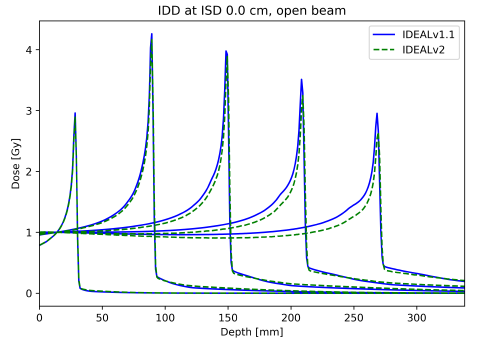 IDD at ISD 0.0 cm, open beam
IDEALv1.1
IDEALv2
4
3
2
1
0
Dose [Gy]
0 50 100 150 200 250 300
Depth [mm]